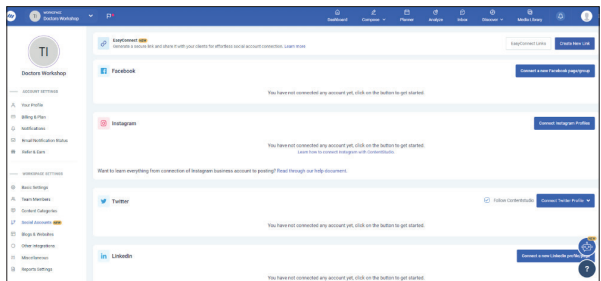 WORKSPACE
TI Doctors Workshop
Dashboard Compose Planner Analyze Inbox Discover Media Library
TI
Doctors Workshop
ACCOUNT SETTINGS
Your Profile
Billing & Plan
Notifications
Email Notification Status
Refer & Earn
WORKSPACE SETTINGS
Basic Settings
Team Members
Content Categories
Social Accounts NEW
Blogs & Websites
Other Integrations
Miscellaneous
Reports Settings
EasyConnect NEW
Generate a secure link and share it with your clients for effortless social account connection. Learn more
EasyConnect Links Create New Link
Facebook
Connect a new Facebook page/group
You have not connected any account yet, click on the button to get started.
Instagram
Connect Instagram Profiles
You have not connected any account yet, click on the button to get started.
Learn how to connect Instagram with ContentStudio.
Want to learn everything from connection of Instagram business account to posting? Read through our help document.
Twitter
Follow ContentStudio Connect Twitter Profile
You have not connected any account yet, click on the button to get started.
in LinkedIn
Connect a new LinkedIn profile/page
You have not connected any account yet, click on the button to get started.
?